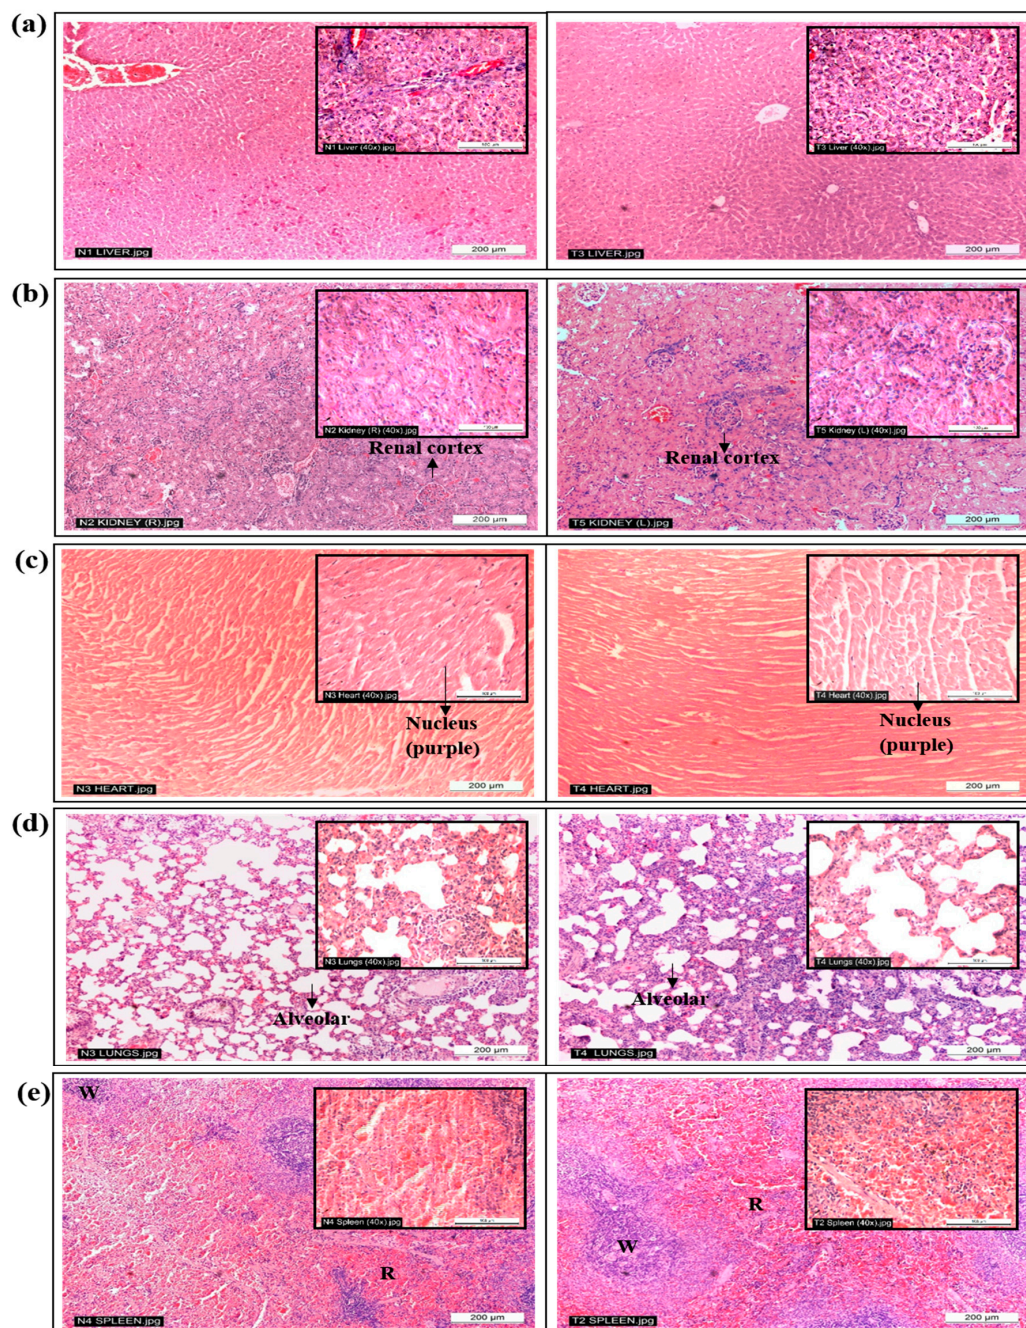 (a)
N1 Liver (40x).jpg
100 µm
N1 LIVER.jpg
200 µm
T3 Liver (40x).jpg
T3 LIVER.jpg
200 µm
(b)
N2 Kidney (R) (40x).jpg
Renal cortex
N2 KIDNEY (R).jpg
200 µm
T5 Kidney (L) (40x).jpg
Renal cortex
T5 KIDNEY (L).jpg
200 µm
(c)
N3 Heart (40x).jpg
Nucleus
(purple)
N3 HEART.jpg
200 µm
T4 Heart (40x).jpg
Nucleus
(purple)
T4 HEART.jpg
200 µm
(d)
N3 Lungs (40x).jpg
Alveolar
N3 LUNGS.jpg
200 µm
T4 Lungs (40x).jpg
Alveolar
T4 LUNGS.jpg
200 µm
(e)
W
N4 Spleen (40x).jpg
R
N4 SPLEEN.jpg
200 µm
T2 Spleen (40x).jpg
R
W
T2 SPLEEN.jpg
200 µm